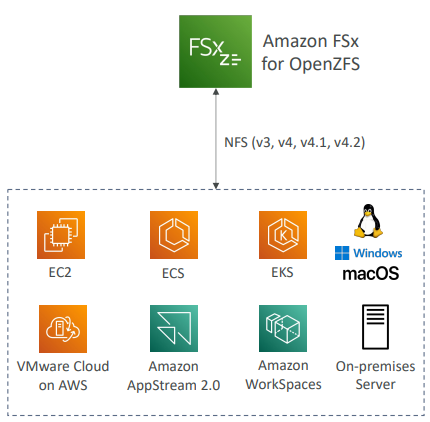 FSx
Z
Amazon FSx
for OpenZFS
NFS (v3, v4, v4.1, v4.2)
EC2
ECS
K
EKS
Windows
macOS
VMware Cloud
on AWS
Amazon
AppStream 2.0
Amazon
WorkSpaces
On-premises
Server